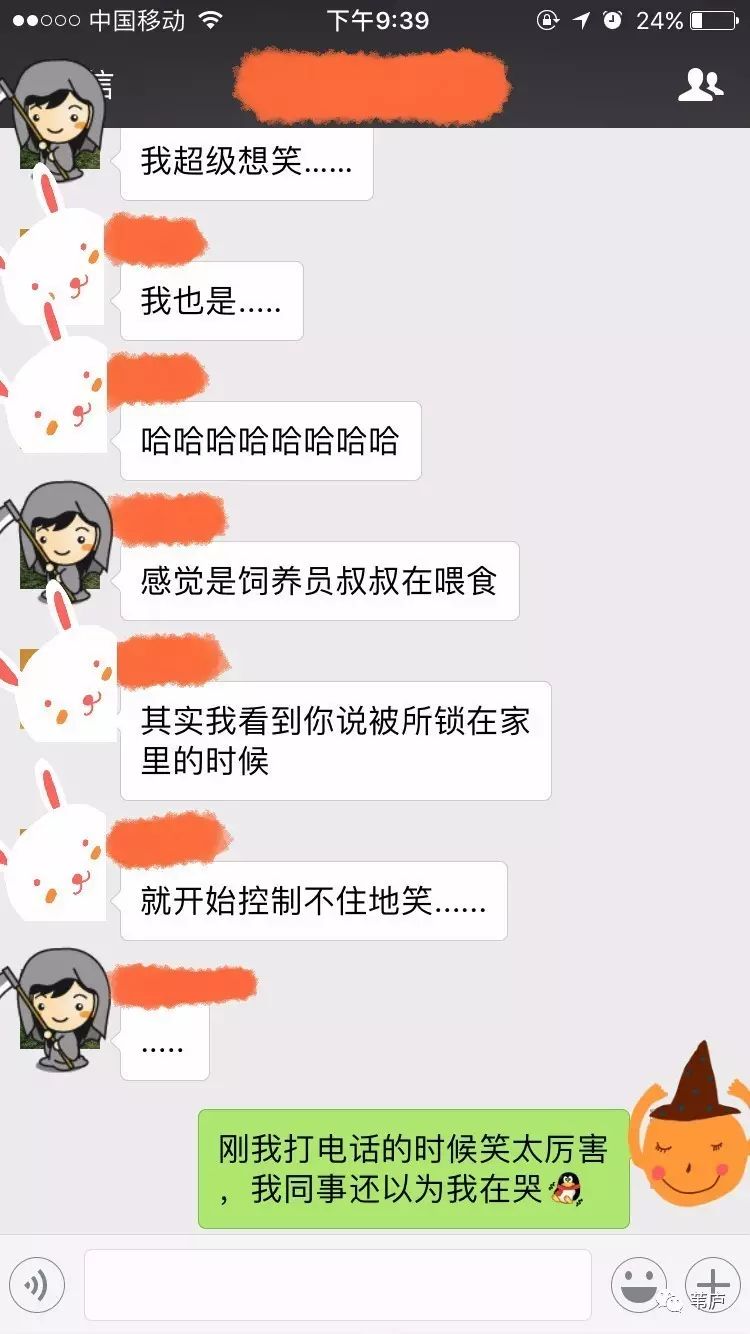 中国移动
下午9:39
24%
信
我超级想笑......
我也是.....
哈哈哈哈哈哈哈哈
感觉是饲养员叔叔在喂食
其实我看到你说被所锁在家
里的时候
就开始控制不住地笑......
.....
刚我打电话的时候笑太厉害
，我同事还以为我在哭
苇庐